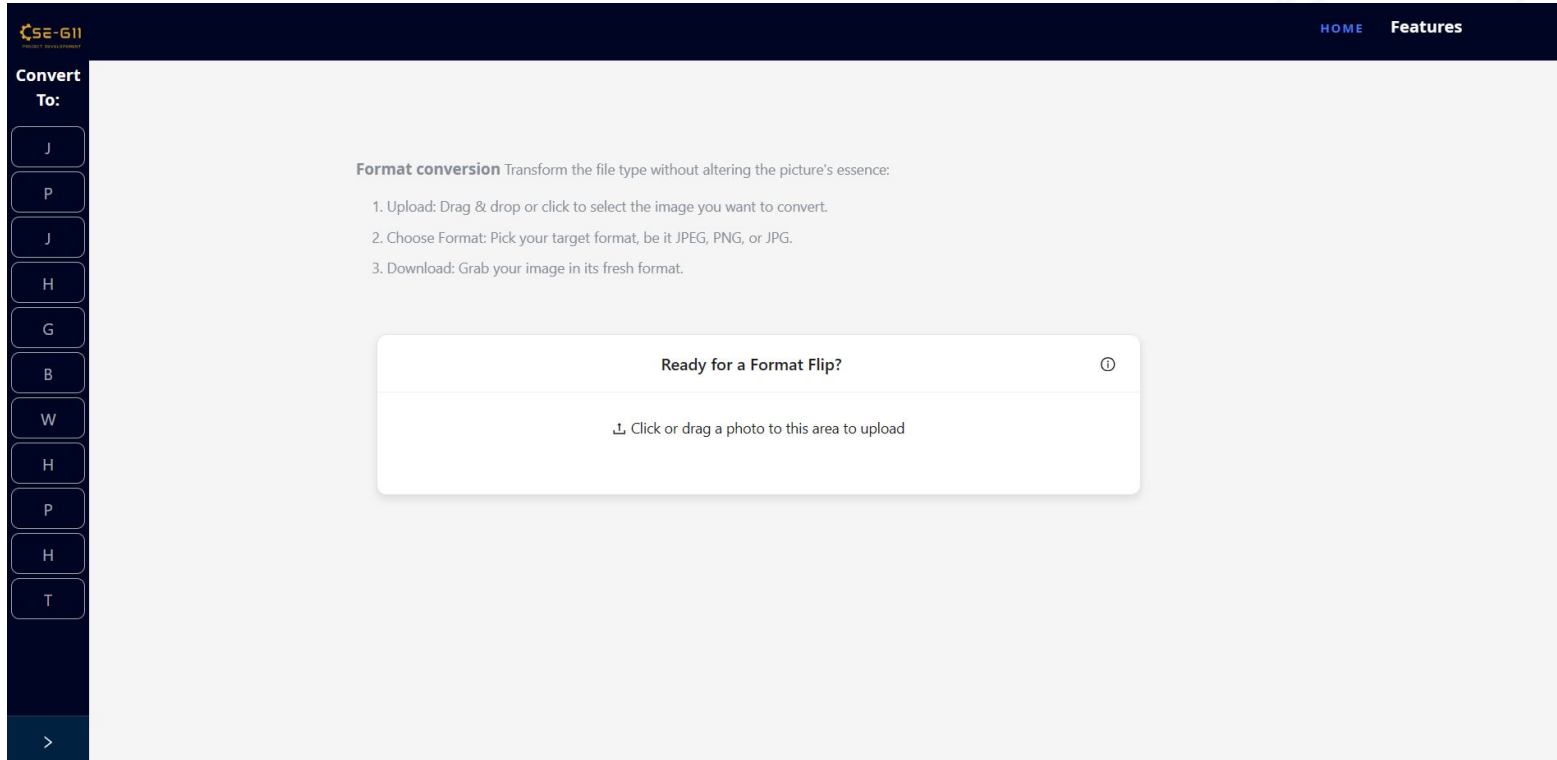 CSE-G11
PROJECT DEVELOPEMENT
HOME
Features
Convert
To:
J
P
J
H
G
B
W
H
P
H
T
Format conversion Transform the file type without altering the picture's essence:
1. Upload: Drag & drop or click to select the image you want to convert.
2. Choose Format: Pick your target format, be it JPEG, PNG, or JPG.
3. Download: Grab your image in its fresh format.
Ready for a Format Flip?
Click or drag a photo to this area to upload